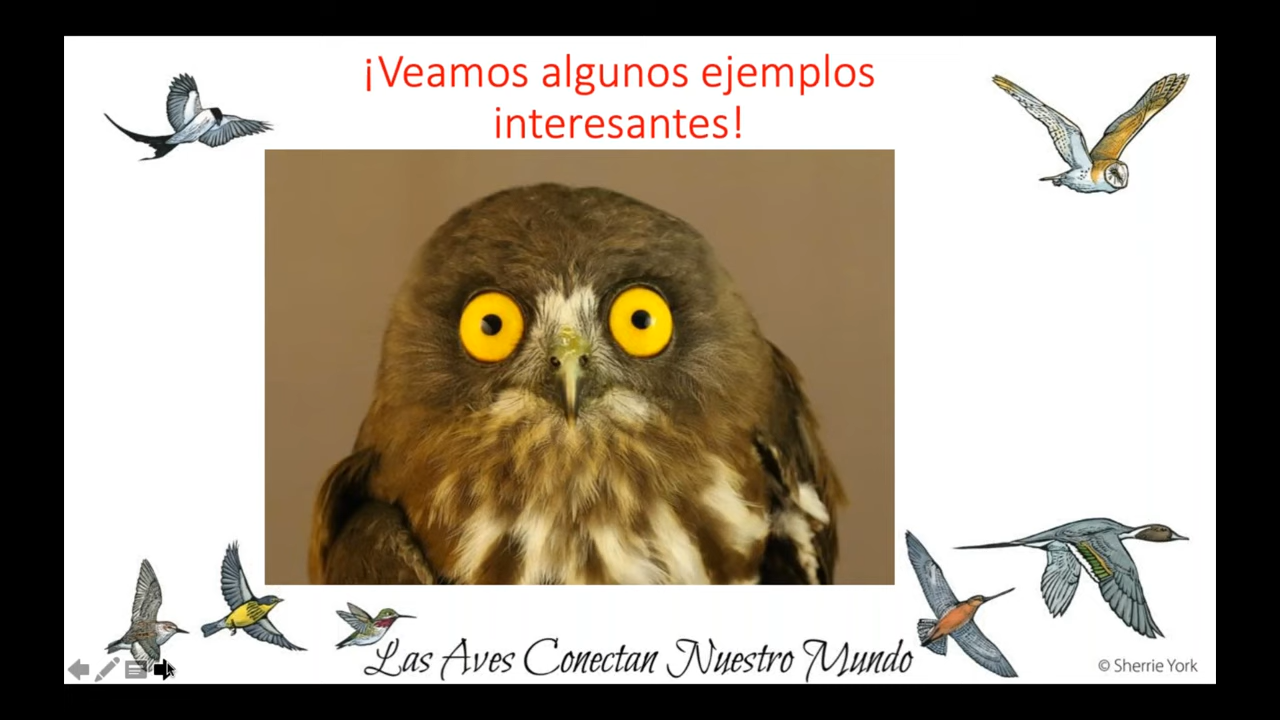 ¡Veamos algunos ejemplos
interesantes!
Las Aves Conectan Nuestro Mundo
© Sherrie York